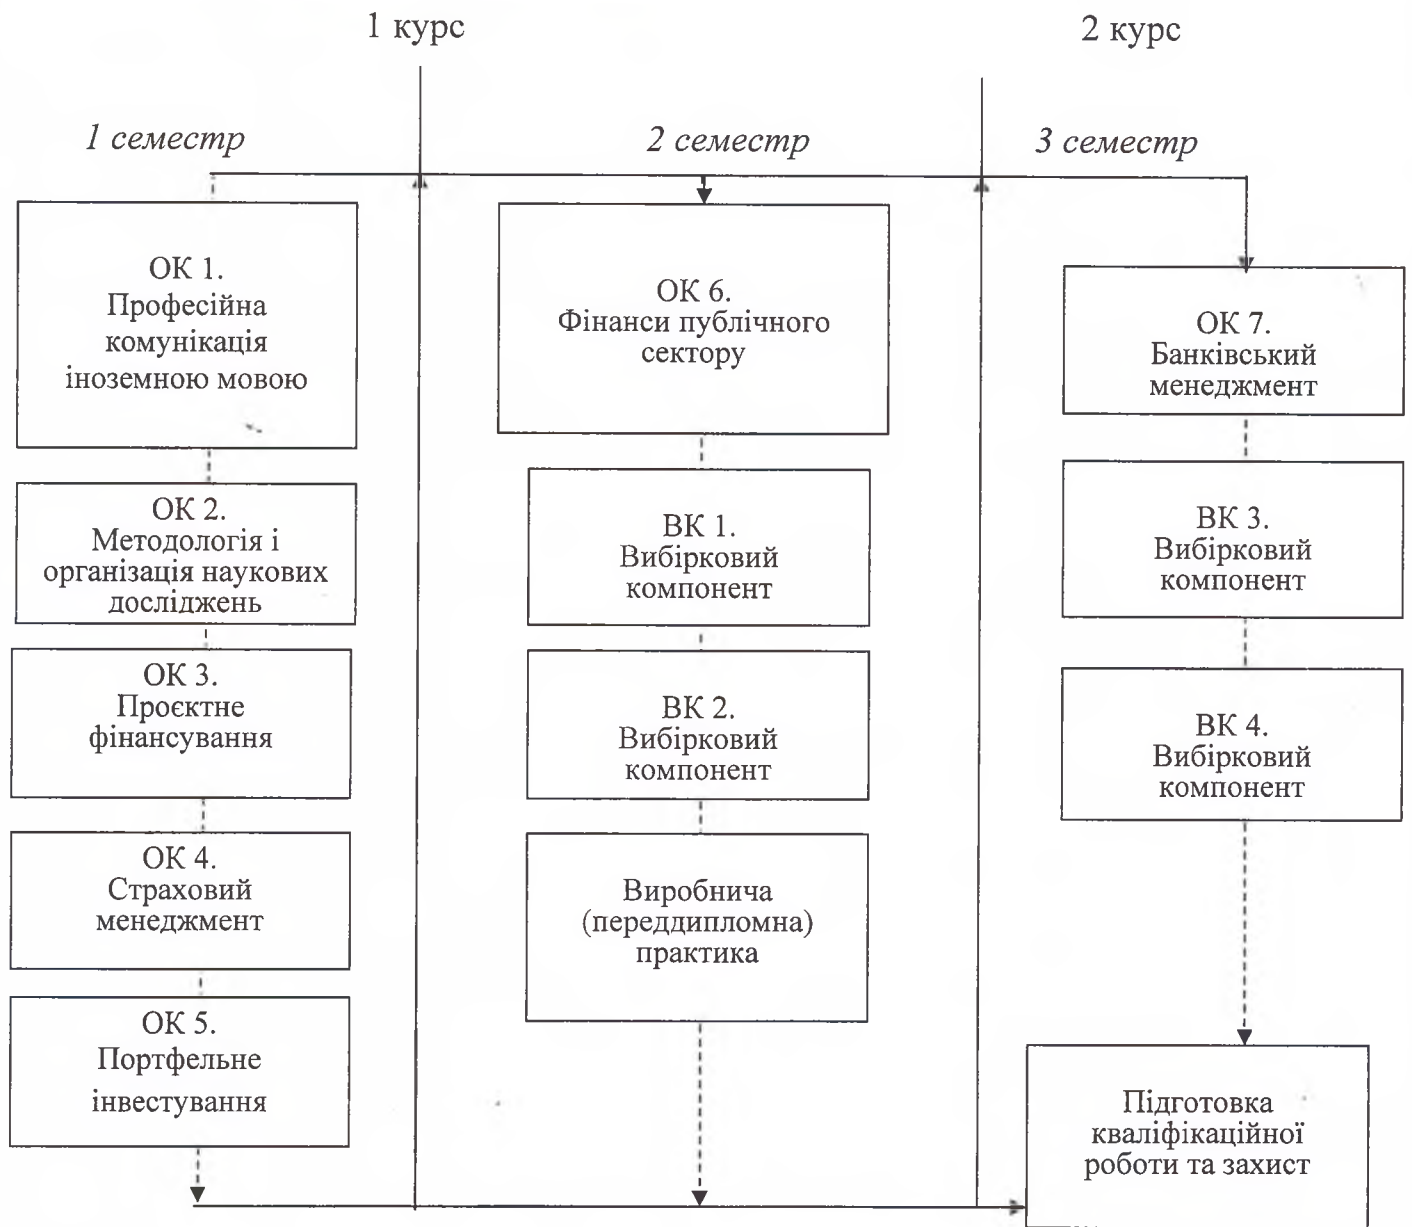 1 курс
2 курс
1 семестр
2 семестр
3 семестр
ОК 1.
Професійна
комунікація
іноземною мовою
ОК 2.
Методологія і
організація наукових
досліджень
ОК 3.
Проєктне
фінансування
ОК 4.
Страховий
менеджмент
ОК 5.
Портфельне
інвестування
ОК 6.
Фінанси публічного
сектору
ВК 1.
Вибірковий
компонент
ВК 2.
Вибірковий
компонент
Виробнича
(переддипломна)
практика
ОК 7.
Банківський
менеджмент
ВК 3.
Вибірковий
компонент
ВК 4.
Вибірковий
компонент
Підготовка
кваліфікаційної
роботи та захист